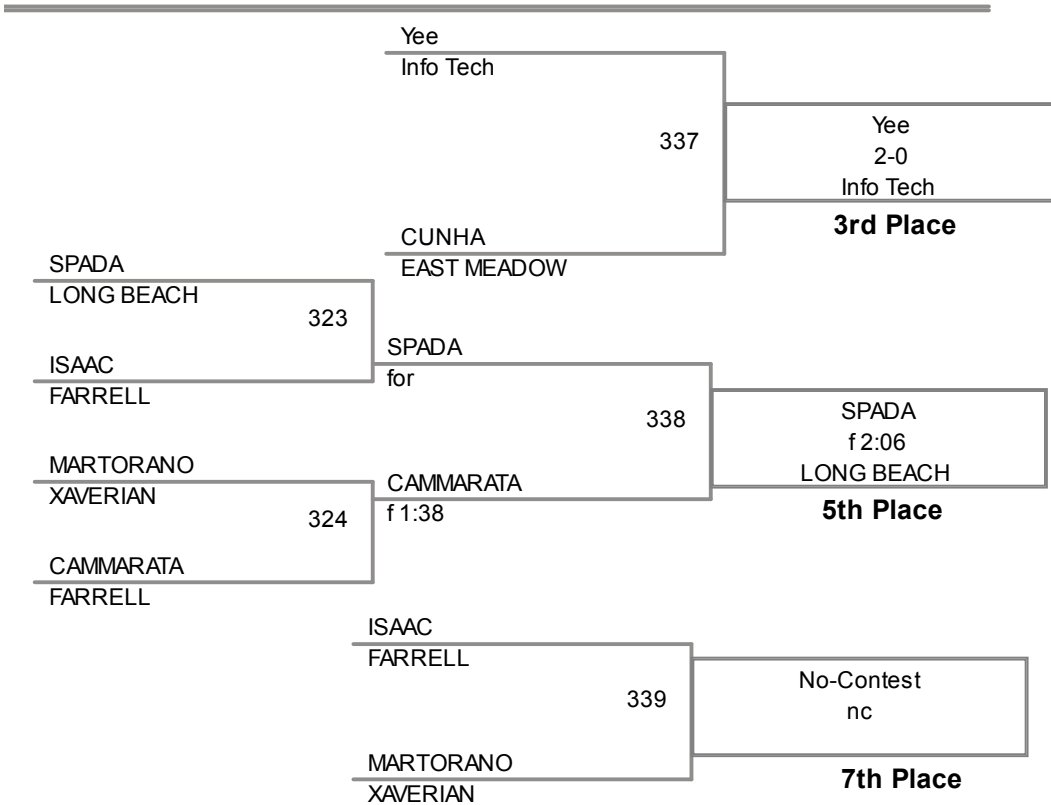 Yee
Info Tech
337
Yee
2-0
Info Tech
3rd Place
CUNHA
EAST MEADOW
SPADA
LONG BEACH
323
ISAAC
FARRELL
SPADA
for
338
SPADA
f 2:06
LONG BEACH
5th Place
MARTORANO
XAVERIAN
324
CAMMARATA
f 1:38
CAMMARATA
FARRELL
ISAAC
FARRELL
339
No-Contest
nc
7th Place
MARTORANO
XAVERIAN